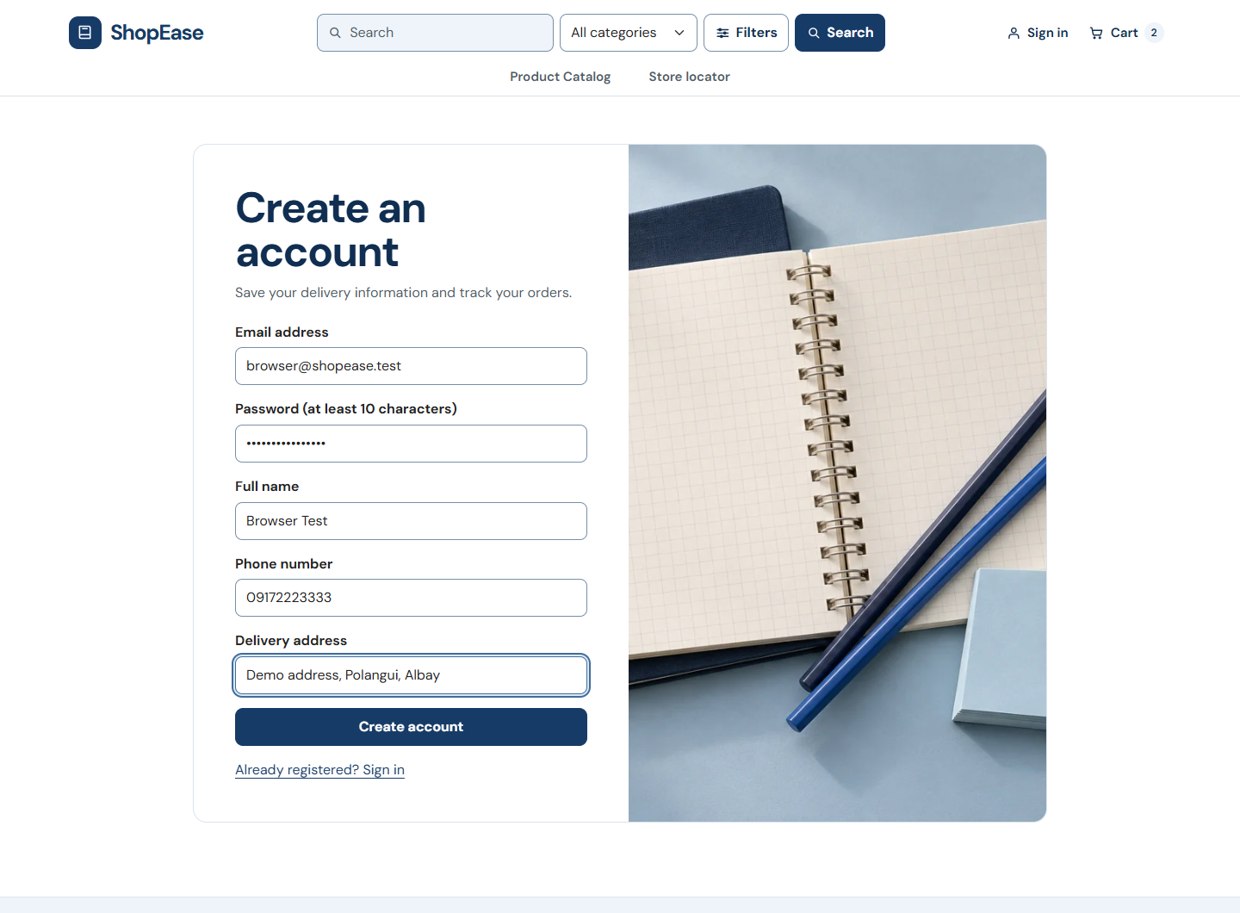 ShopEase
Search
All categories
Filters
Search
Sign in
Cart 2
Product Catalog
Store locator
Create an
account
Save your delivery information and track your orders.
Email address
browser@shopease.test
Password (at least 10 characters)
••••••••••••••••
Full name
Browser Test
Phone number
09172223333
Delivery address
Demo address, Polangui, Albay
Create account
Already registered? Sign in